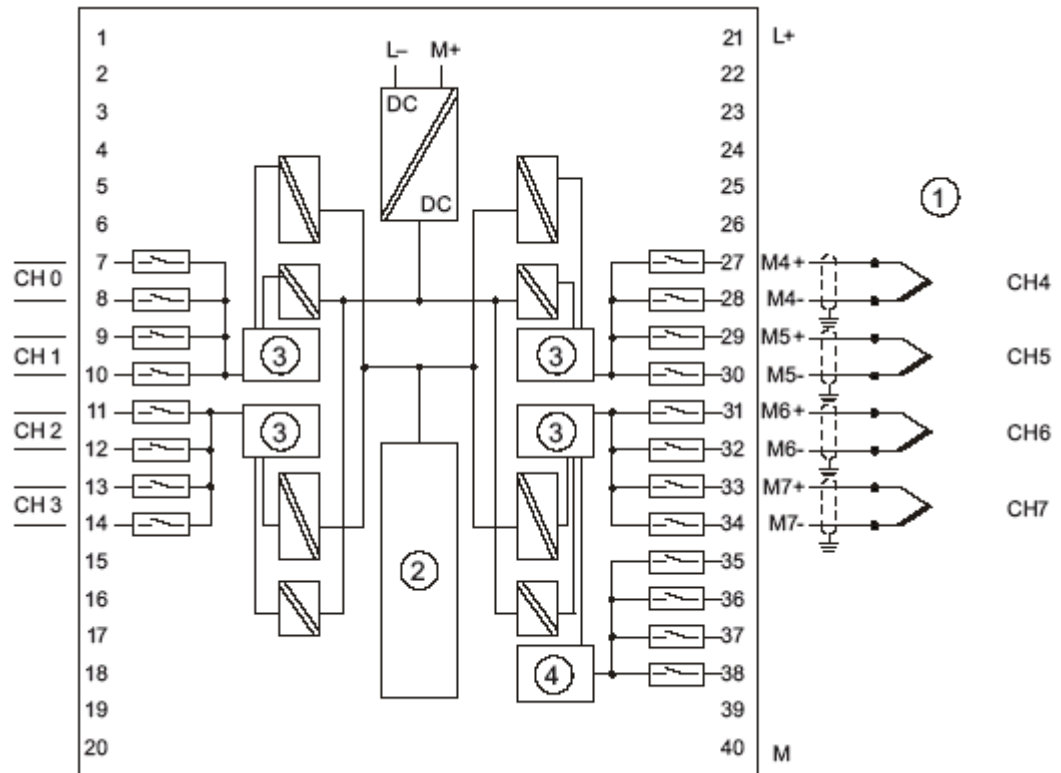 1 21 L+
L– M+
2 22
DC
3 23
4 24
5 25 ①
DC
6 26
7 27 M4+
CH 0 CH4
8 28 M4-
9 29 M5+
CH 1 ③ ③ CH5
10 30 M5-
11 31 M6+
CH 2 ③ ③ CH6
12 32 M6-
13 33 M7+
CH 3 CH7
14 34 M7-
15 35
②
16 36
17 37
18 ④ 38
19 39
20 40 M